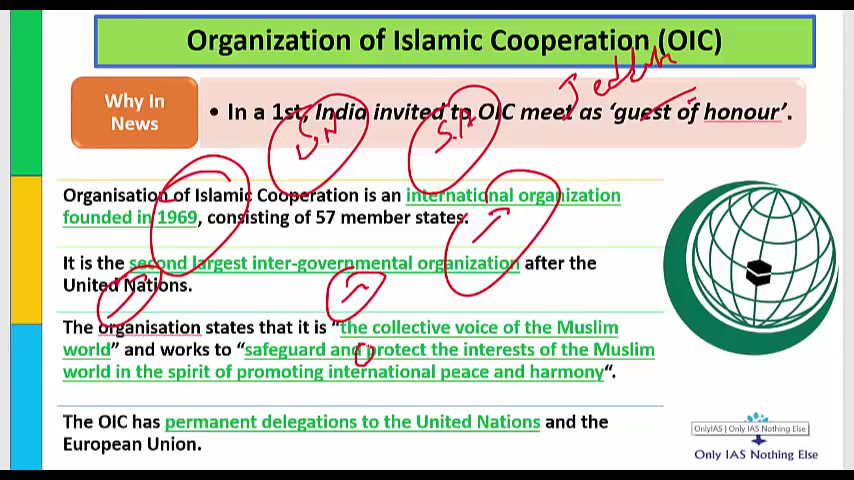 Organization of Islamic Cooperation (OIC)
Why In
News
• In a 1st, India invited to OIC meet as 'guest of honour'.
Jeddah
UN
S.A
Organisation of Islamic Cooperation is an international organization
founded in 1969, consisting of 57 member states.
It is the second largest inter-governmental organization after the
United Nations.
The organisation states that it is "the collective voice of the Muslim
world" and works to "safeguard and protect the interests of the Muslim
world in the spirit of promoting international peace and harmony".
The OIC has permanent delegations to the United Nations and the
European Union.
OnlyIAS | Only IAS Nothing Else
Only IAS Nothing Else